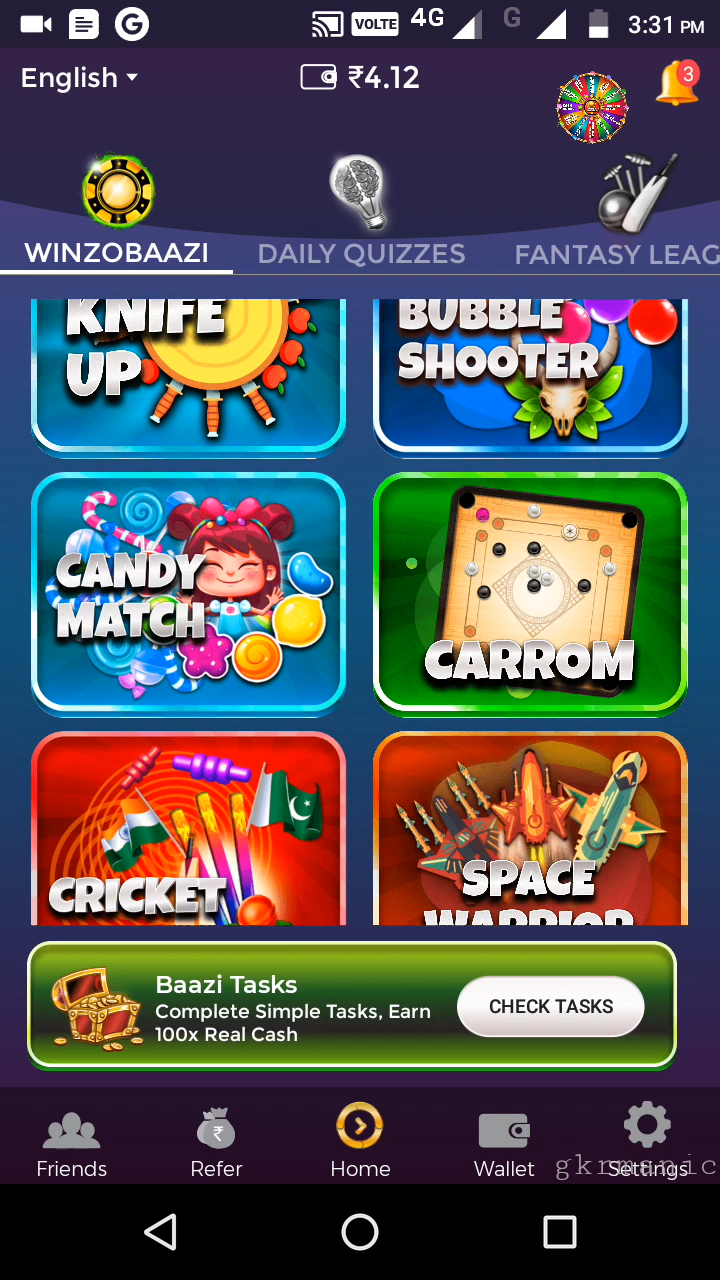 VOLTE 4G G 3:31 PM
English ₹4.12 3
WINZOBAAZI DAILY QUIZZES FANTASY LEAG
KNIFE
UP
BUBBLE
SHOOTER
CANDY
MATCH
CARROM
CRICKET
SPACE
WARRIOR
Baazi Tasks
Complete Simple Tasks, Earn
100x Real Cash
CHECK TASKS
Friends Refer Home Wallet Settings
gkrmanic